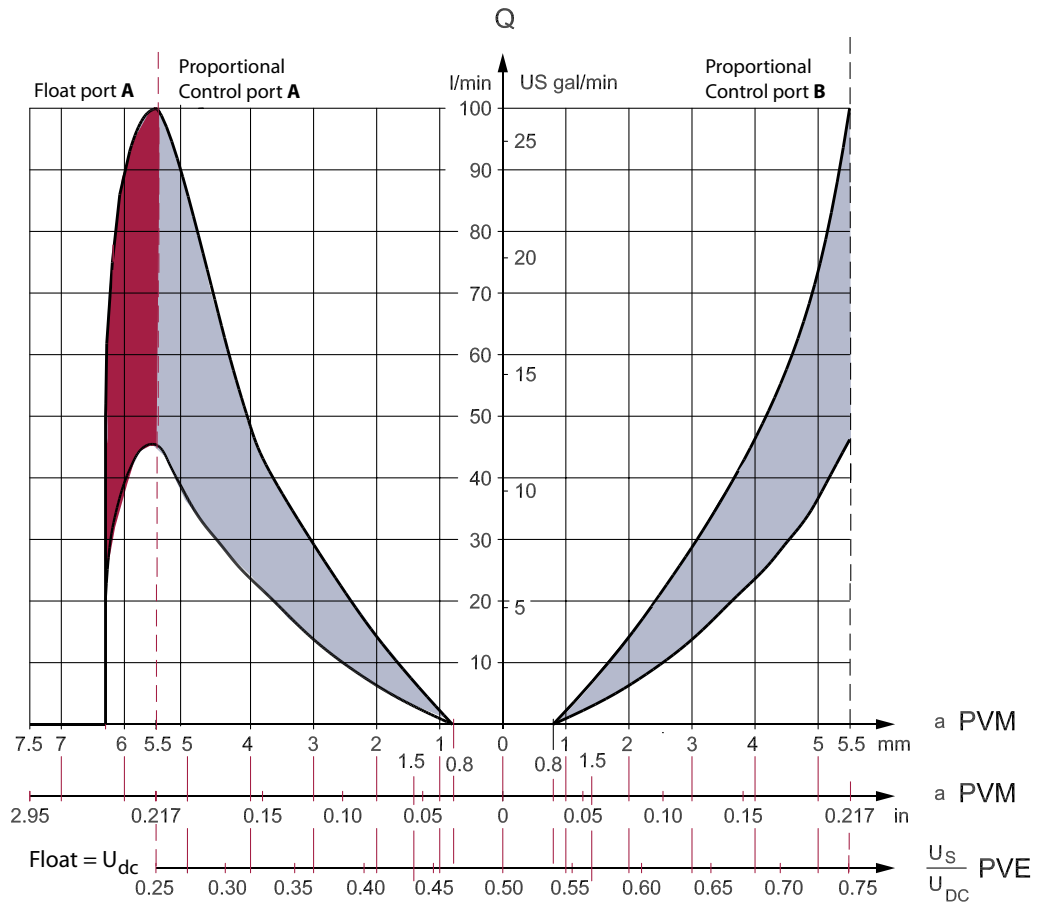 Q
Float port A
Proportional
Control port A
l/min
US gal/min
Proportional
Control port B
100
90
80
70
60
50
40
30
20
10
25
20
15
10
5
7.5 7 6 5.5 5 4 3 2 1 0 1 2 3 4 5 5.5 mm
a PVM
1.5 0.8 0.8 1.5
a PVM
2.95 0.217 0.15 0.10 0.05 0 0.05 0.10 0.15 0.217 in
Float = Udc
US
UDC
PVE
0.25 0.30 0.35 0.40 0.45 0.50 0.55 0.60 0.65 0.70 0.75